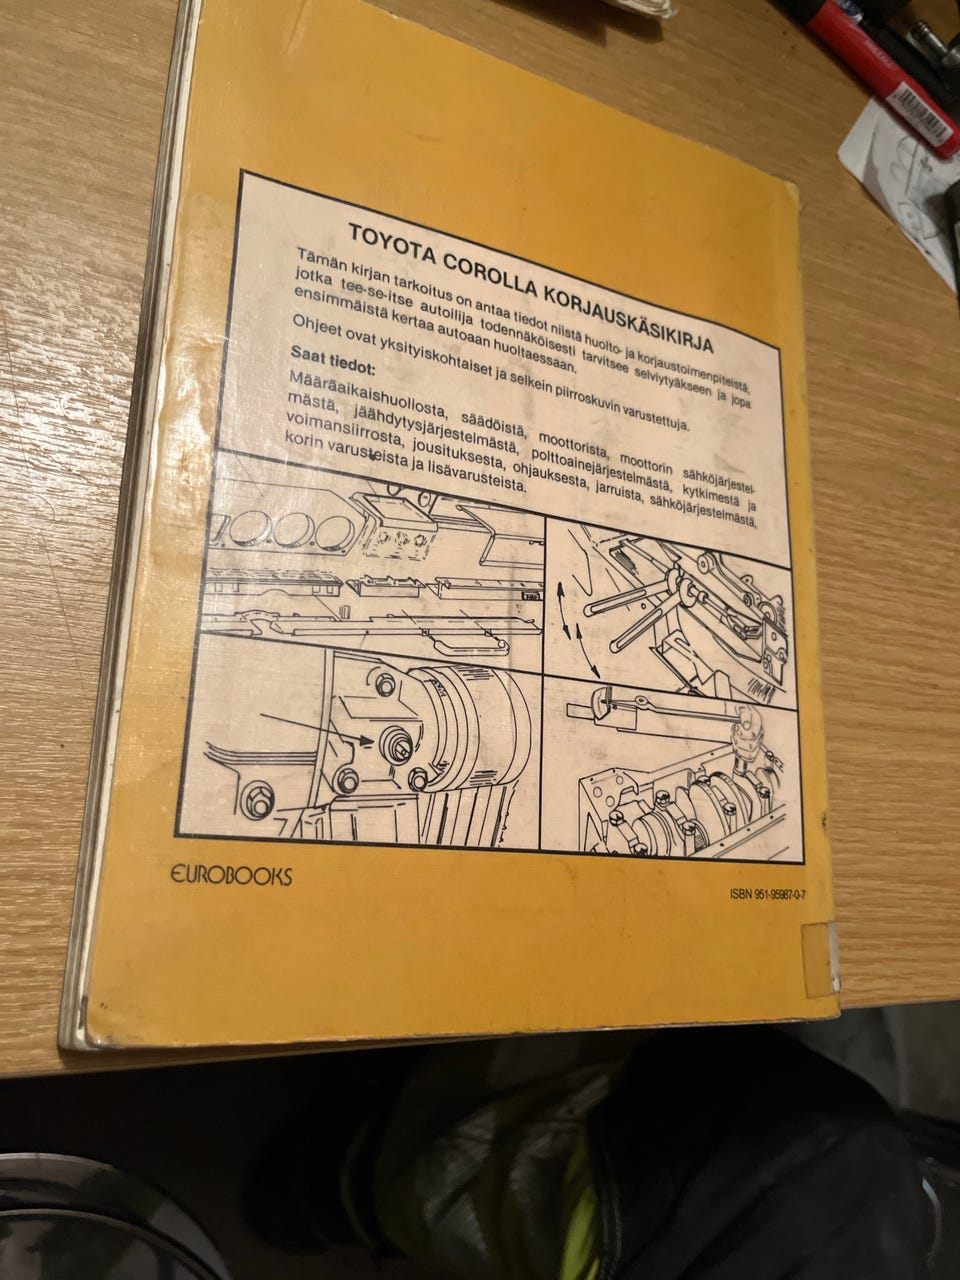 TOYOTA COROLLA KORJAUSKÄSIKIRJA
Tämän kirjan tarkoitus on antaa tiedot niistä huolto- ja korjaustoimenpiteistä,
jotka tee-se-itse autoilija todennäköisesti tarvitsee selviytyäkseen ja jopa
ensimmäistä kertaa autoaan huoltaessaan.
Ohjeet ovat yksityiskohtaiset ja selkein piirroskuvin varustettuja.
Saat tiedot:
Määräaikaishuollosta, säädöistä, moottorista, moottorin sähköjärjestel-
mästä, jäähdytysjärjestelmästä, polttoainejärjestelmästä, kytkimestä ja
voimansiirrosta, jousituksesta, ohjauksesta, jarruista, sähköjärjestelmästä,
korin varusteista ja lisävarusteista.
EUROBOOKS
ISBN 951-95987-0-7